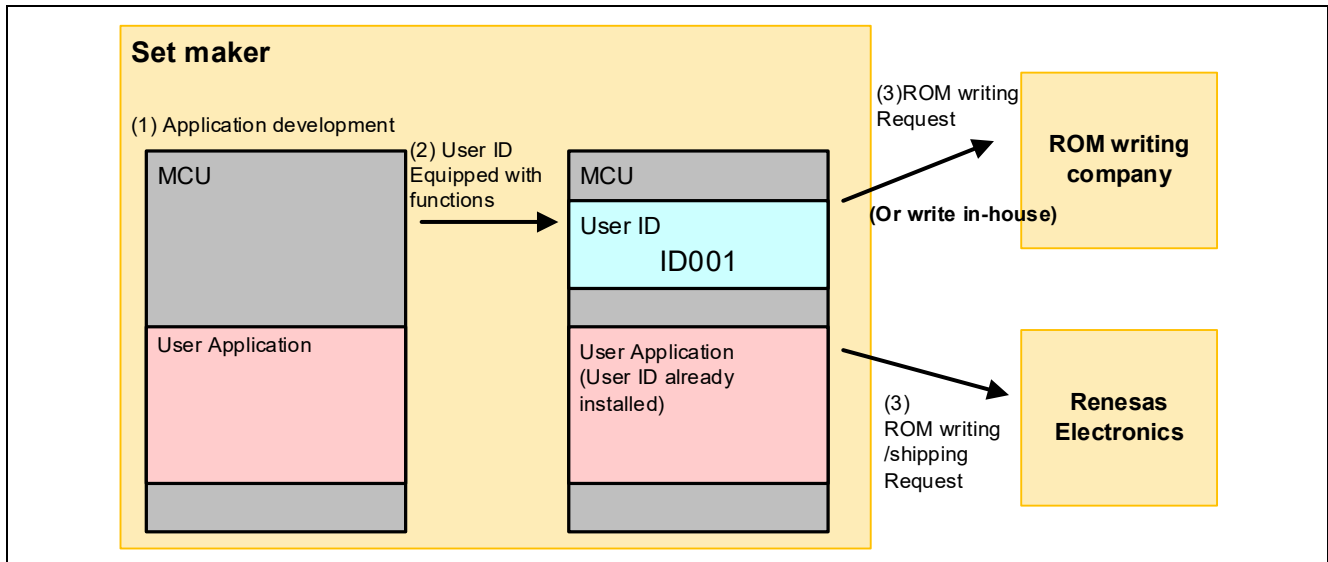 Set maker
(1) Application development
MCU
User Application
(2) User ID
Equipped with
functions
MCU
User ID
ID001
User Application
(User ID already
installed)
(3)ROM writing
Request
(Or write in-house)
ROM writing
company
(3)
ROM writing
/shipping
Request
Renesas
Electronics